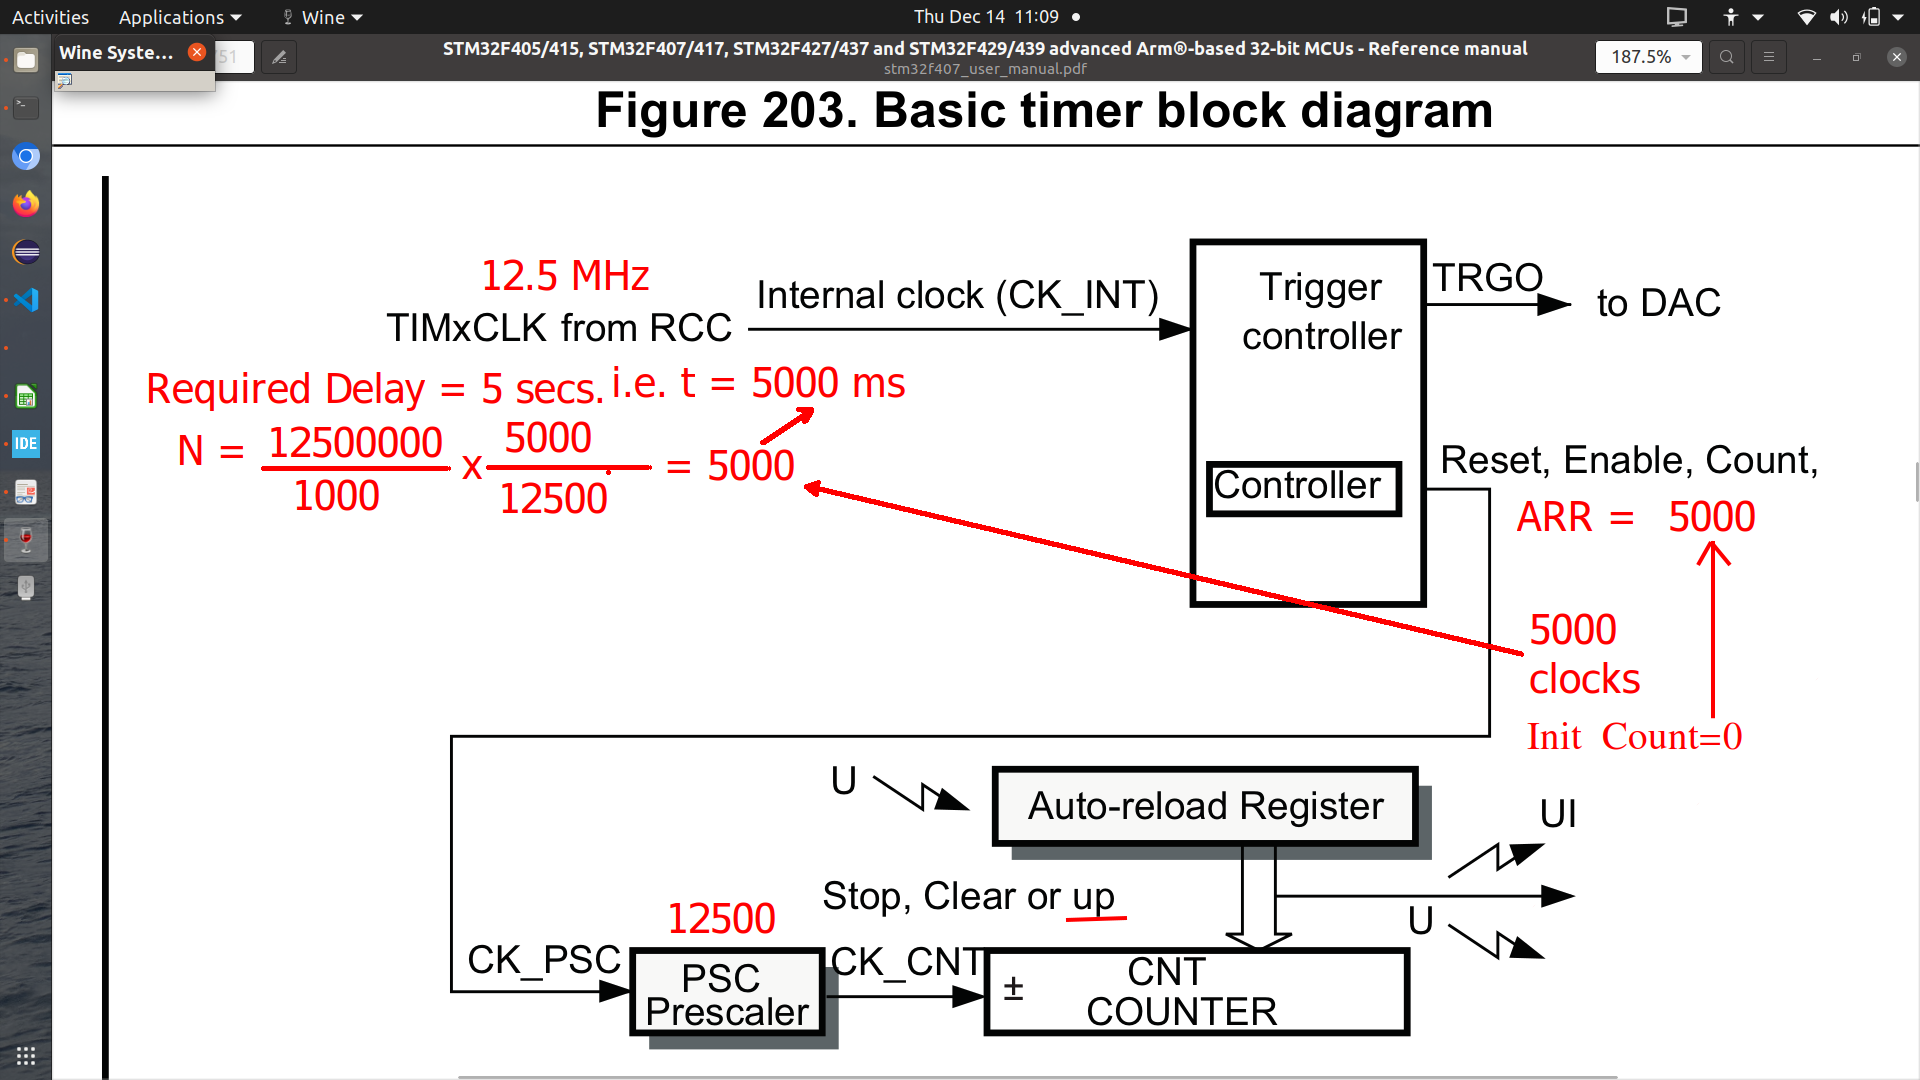 Activities Applications Wine Thu Dec 14 11:09
Wine Syste...
51
STM32F405/415, STM32F407/417, STM32F427/437 and STM32F429/439 advanced Arm®-based 32-bit MCUs - Reference manual
stm32f407_user_manual.pdf
187.5%
Figure 203. Basic timer block diagram
12.5 MHz
TIMxCLK from RCC
Internal clock (CK_INT)
Trigger
controller
TRGO
to DAC
Required Delay = 5 secs. i.e. t = 5000 ms
N = 12500000 x 5000 = 5000
1000 12500
Controller
Reset, Enable, Count,
ARR = 5000
5000
clocks
Init Count=0
U
Auto-reload Register
UI
Stop, Clear or up
12500
U
CK_PSC
PSC
Prescaler
CK_CNT
±
CNT
COUNTER
IDE